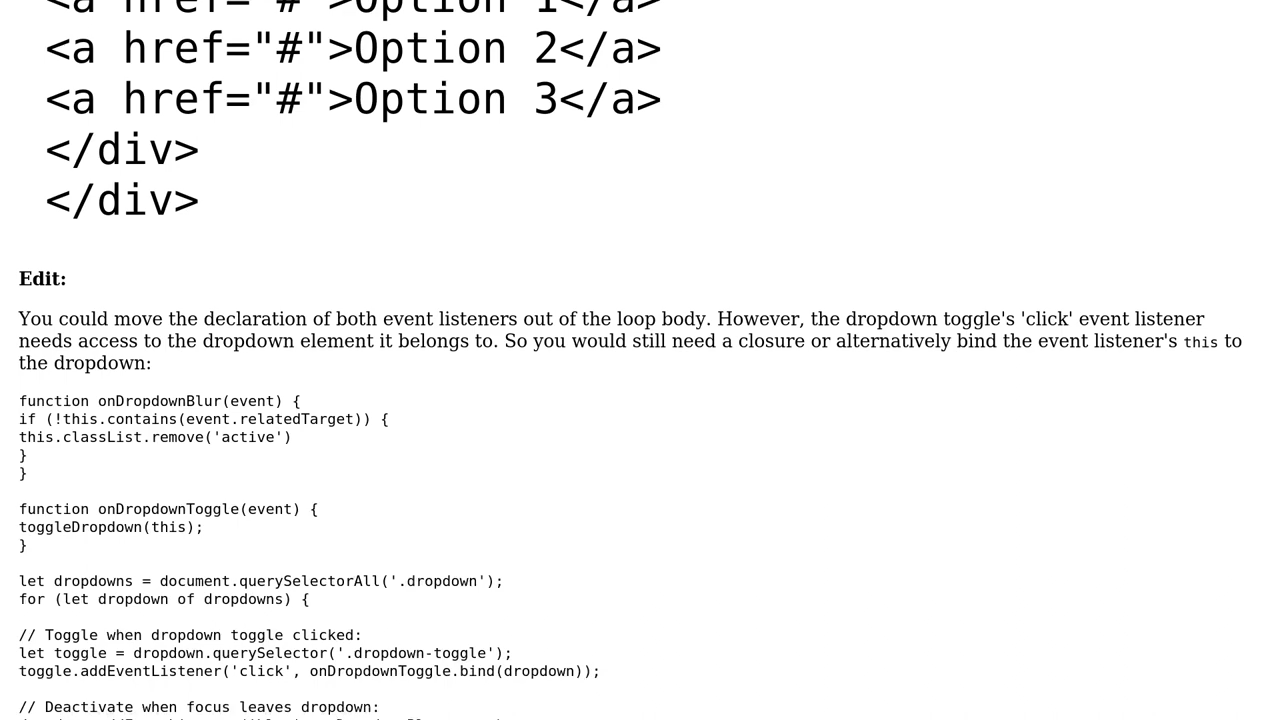 <a href="#">Option 1</a>
<a href="#">Option 2</a>
<a href="#">Option 3</a>
</div>
</div>
Edit:
You could move the declaration of both event listeners out of the loop body. However, the dropdown toggle's 'click' event listener
needs access to the dropdown element it belongs to. So you would still need a closure or alternatively bind the event listener's this to
the dropdown:
function onDropdownBlur(event) {
if (!this.contains(event.relatedTarget)) {
this.classList.remove('active')
}
}
function onDropdownToggle(event) {
toggleDropdown(this);
}
let dropdowns = document.querySelectorAll('.dropdown');
for (let dropdown of dropdowns) {
// Toggle when dropdown toggle clicked:
let toggle = dropdown.querySelector('.dropdown-toggle');
toggle.addEventListener('click', onDropdownToggle.bind(dropdown));
// Deactivate when focus leaves dropdown: